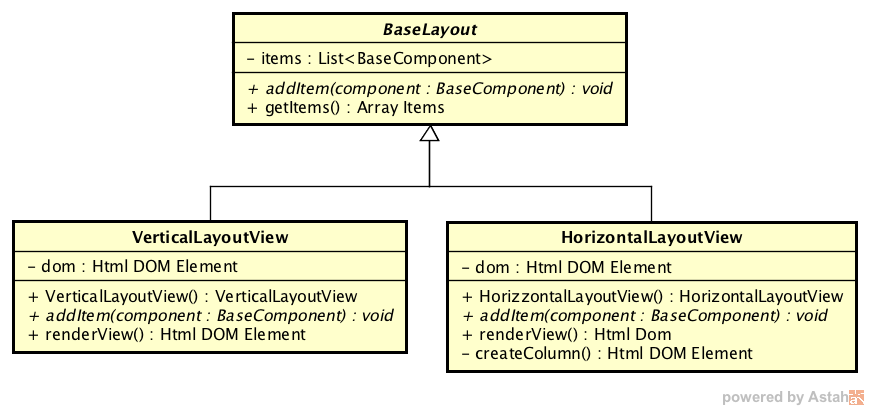 BaseLayout
- items : List<BaseComponent>
+ addItem(component : BaseComponent) : void
+ getItems() : Array Items
VerticalLayoutView
- dom : Html DOM Element
+ VerticalLayoutView() : VerticalLayoutView
+ addItem(component : BaseComponent) : void
+ renderView() : Html DOM Element
HorizontalLayoutView
- dom : Html DOM Element
+ HorizzontalLayoutView() : HorizontalLayoutView
+ addItem(component : BaseComponent) : void
+ renderView() : Html Dom
- createColumn() : Html DOM Element
powered by Astah